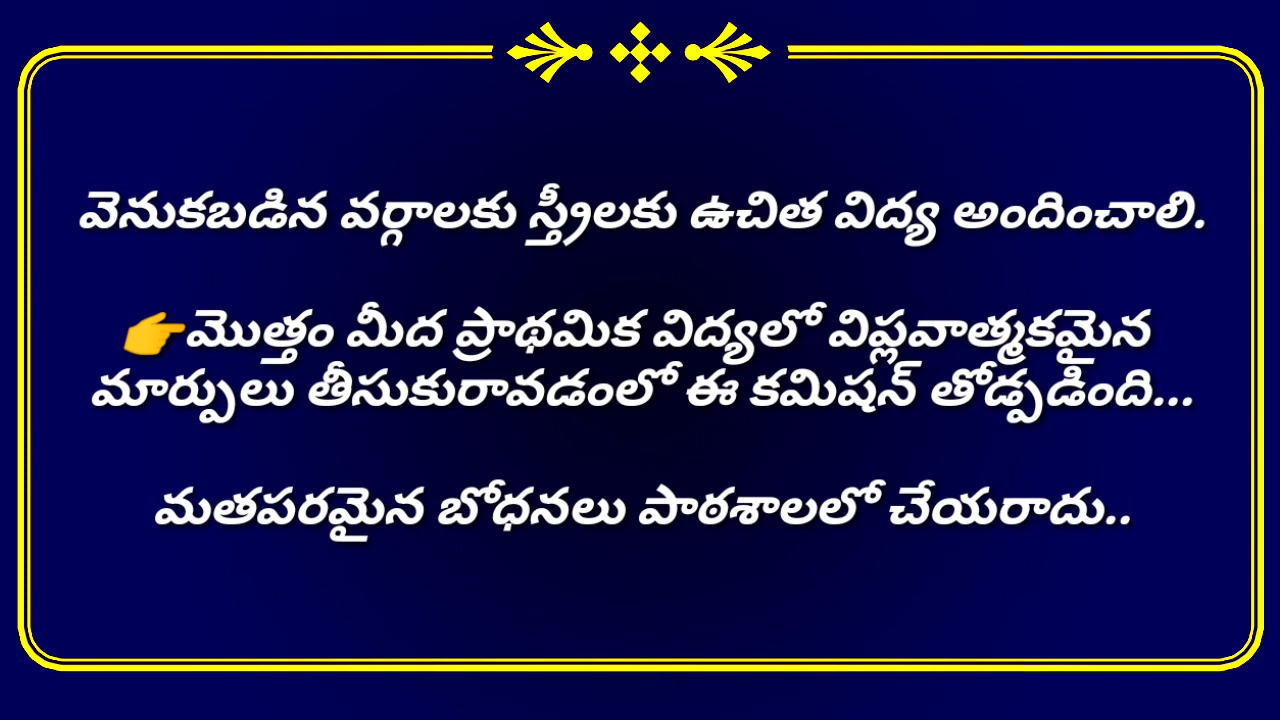 వెనుకబడిన వర్గాలకు స్త్రీలకు ఉచిత విద్య అందించాలి.
👉మొత్తం మీద ప్రాథమిక విద్యలో విప్లవాత్మకమైన
మార్పులు తీసుకురావడంలో ఈ కమిషన్ తోడ్పడింది...
మతపరమైన బోధనలు పాఠశాలలో చేయరాదు..